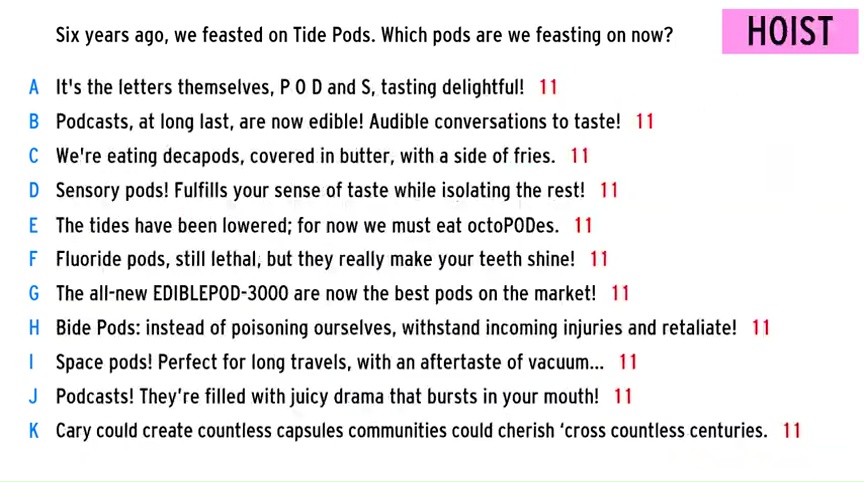 Six years ago, we feasted on Tide Pods. Which pods are we feasting on now?
HOIST
A It's the letters themselves, P O D and S, tasting delightful! 11
B Podcasts, at long last, are now edible! Audible conversations to taste! 11
C We're eating decapods, covered in butter, with a side of fries. 11
D Sensory pods! Fulfills your sense of taste while isolating the rest! 11
E The tides have been lowered; for now we must eat octoPODes. 11
F Fluoride pods, still lethal, but they really make your teeth shine! 11
G The all-new EDIBLEPOD-3000 are now the best pods on the market! 11
H Bide Pods: instead of poisoning ourselves, withstand incoming injuries and retaliate! 11
I Space pods! Perfect for long travels, with an aftertaste of vacuum... 11
J Podcasts! They’re filled with juicy drama that bursts in your mouth! 11
K Cary could create countless capsules communities could cherish ‘cross countless centuries. 11